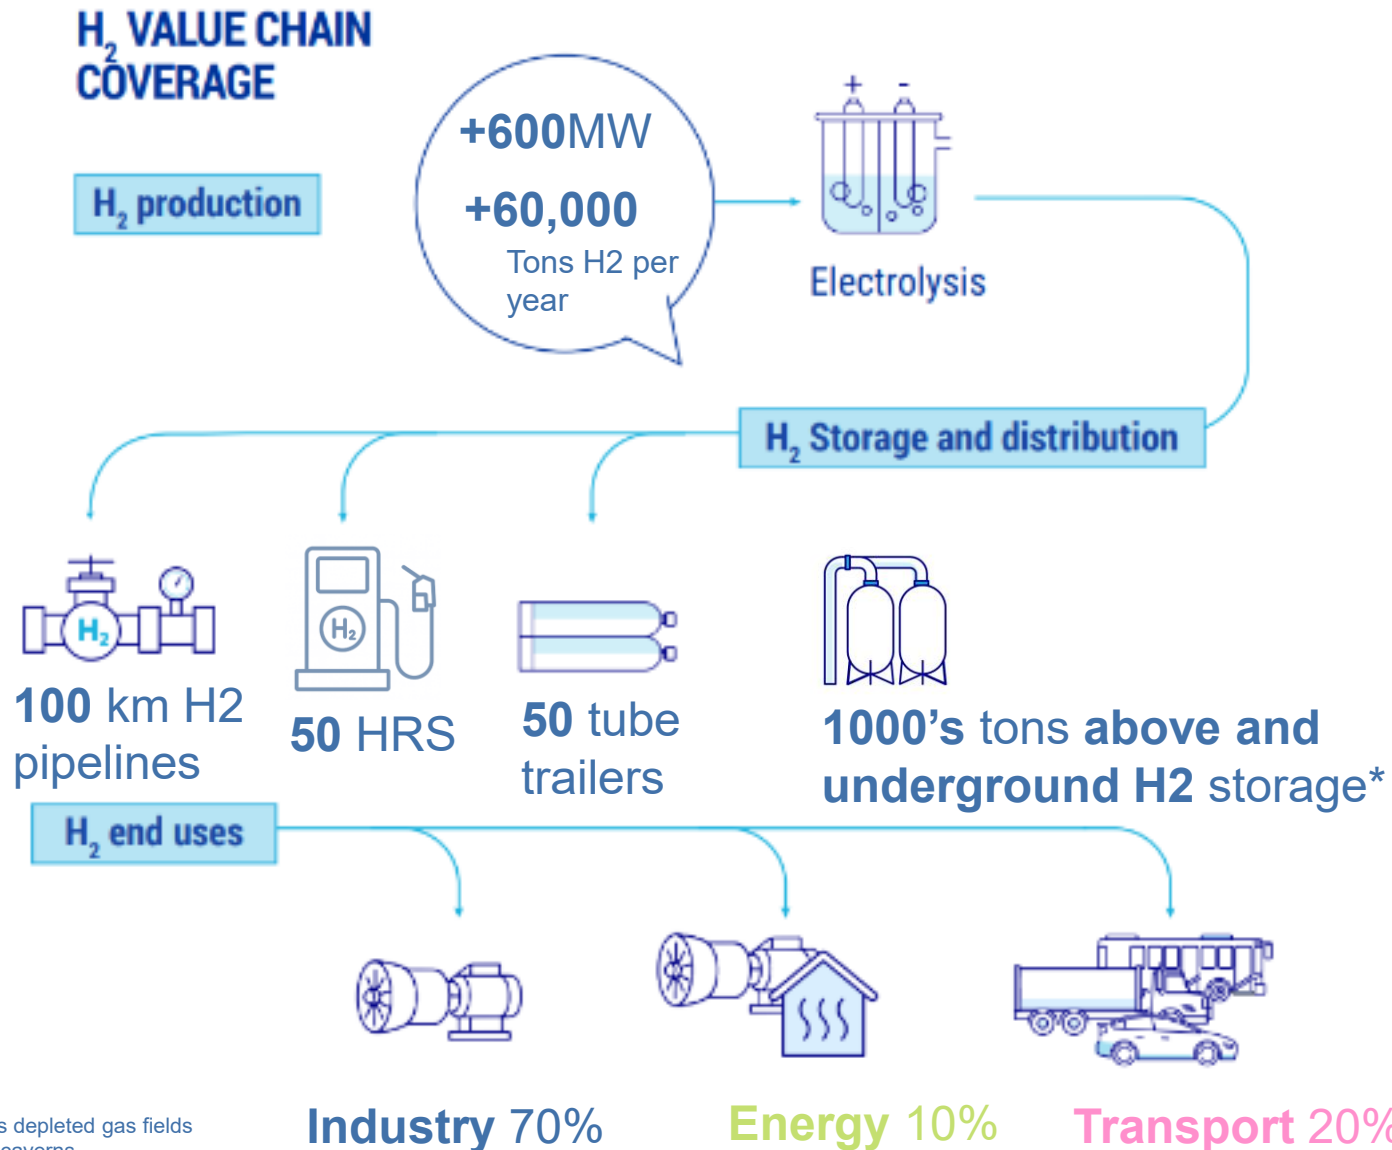 H₂ VALUE CHAIN
COVERAGE
H₂ production
+600MW
+60,000
Tons H2 per
year
+ -
Electrolysis
H₂ Storage and distribution
H₂
H₂
100 km H2
pipelines
50 HRS
50 tube
trailers
1000's tons above and
underground H2 storage*
H₂ end uses
Industry 70%
Energy 10%
Transport 20%
depleted gas fields